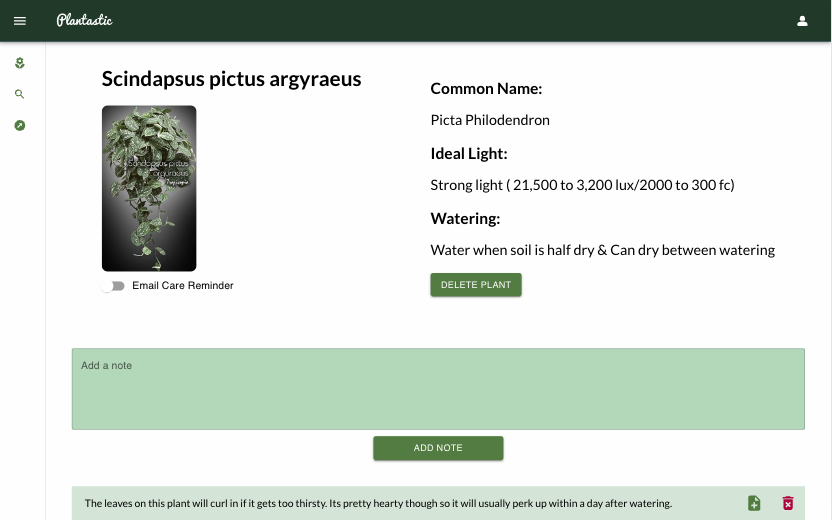 Plantastic
Scindapsus pictus argyraeus
Common Name:
Picta Philodendron
Ideal Light:
Strong light ( 21,500 to 3,200 lux/2000 to 300 fc)
Watering:
Water when soil is half dry & Can dry between watering
DELETE PLANT
Scindapsus pictus
argyraeus
Email Care Reminder
Add a note
ADD NOTE
The leaves on this plant will curl in if it gets too thirsty. Its pretty hearty though so it will usually perk up within a day after watering.